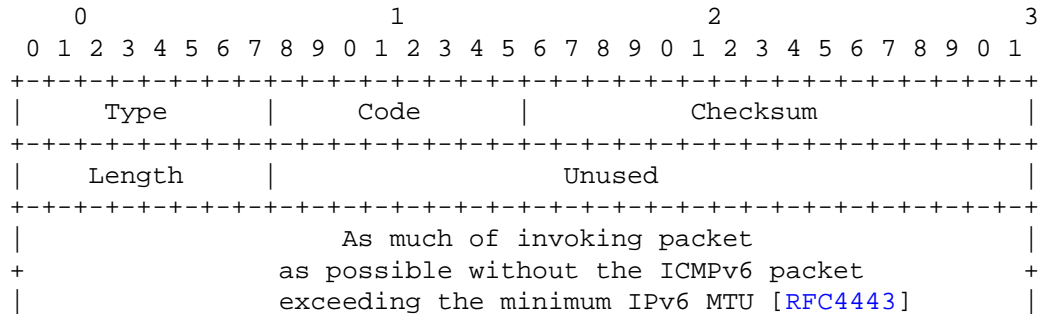 0                   1                   2                   3
0 1 2 3 4 5 6 7 8 9 0 1 2 3 4 5 6 7 8 9 0 1 2 3 4 5 6 7 8 9 0 1
+-+-+-+-+-+-+-+-+-+-+-+-+-+-+-+-+-+-+-+-+-+-+-+-+-+-+-+-+-+-+-+-+
|     Type      |     Code      |          Checksum             |
+-+-+-+-+-+-+-+-+-+-+-+-+-+-+-+-+-+-+-+-+-+-+-+-+-+-+-+-+-+-+-+-+
|    Length     |                  Unused                       |
+-+-+-+-+-+-+-+-+-+-+-+-+-+-+-+-+-+-+-+-+-+-+-+-+-+-+-+-+-+-+-+-+
|                    As much of invoking packet                 |
+                as possible without the ICMPv6 packet          +
|                exceeding the minimum IPv6 MTU [RFC4443]       |